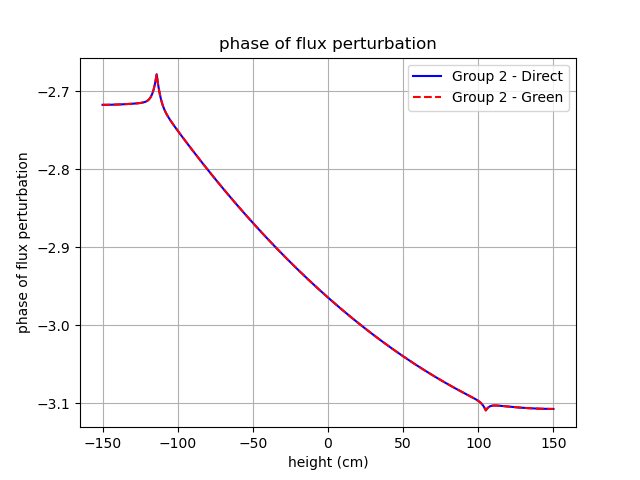 phase of flux perturbation
Group 2 - Direct
Group 2 - Green
phase of flux perturbation
−2.7
−2.8
−2.9
−3.0
−3.1
−150
−100
−50
0
50
100
150
height (cm)